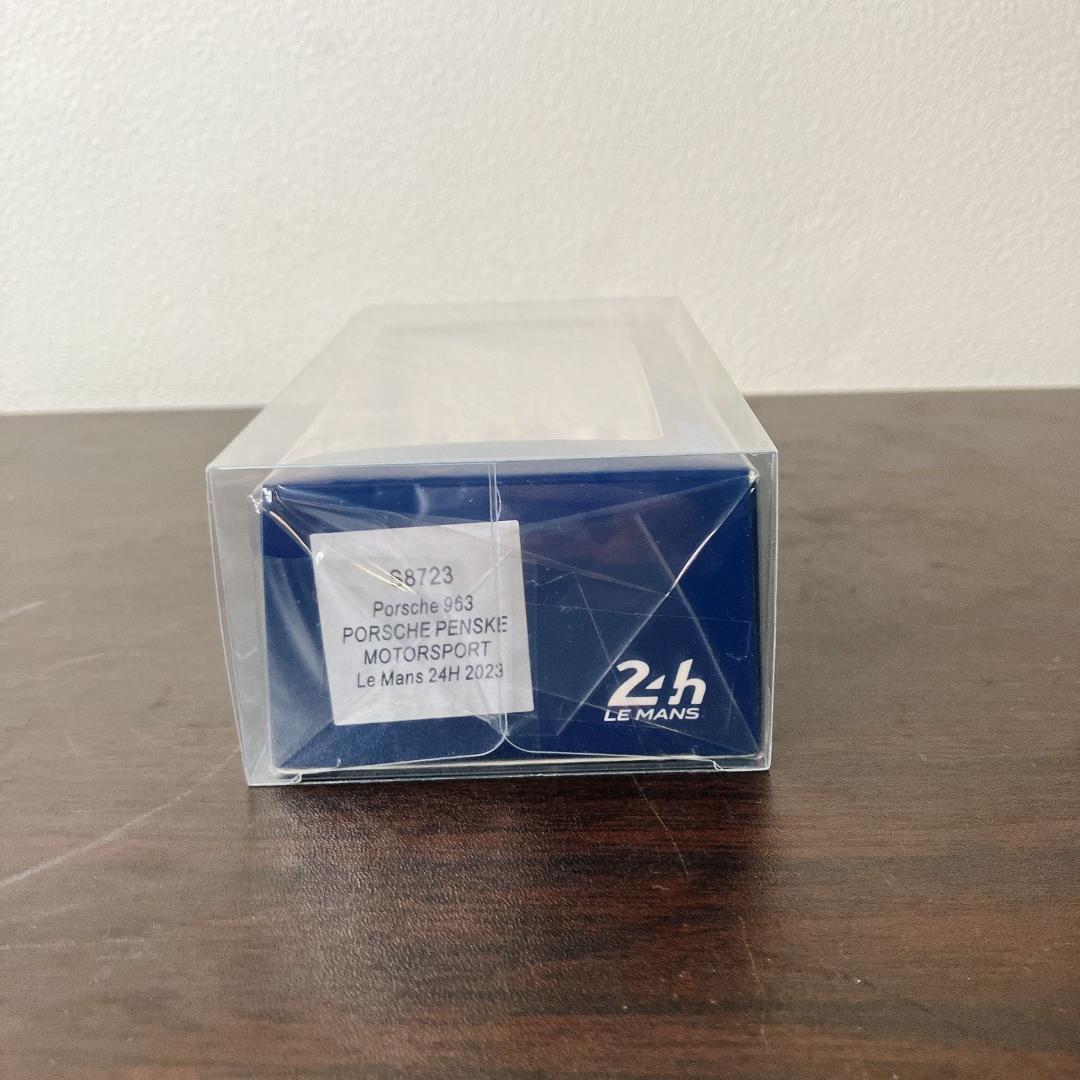 S8723
Porsche 963
PORSCHE PENSKE
MOTORSPORT
Le Mans 24H 2023
24h
LE MANS